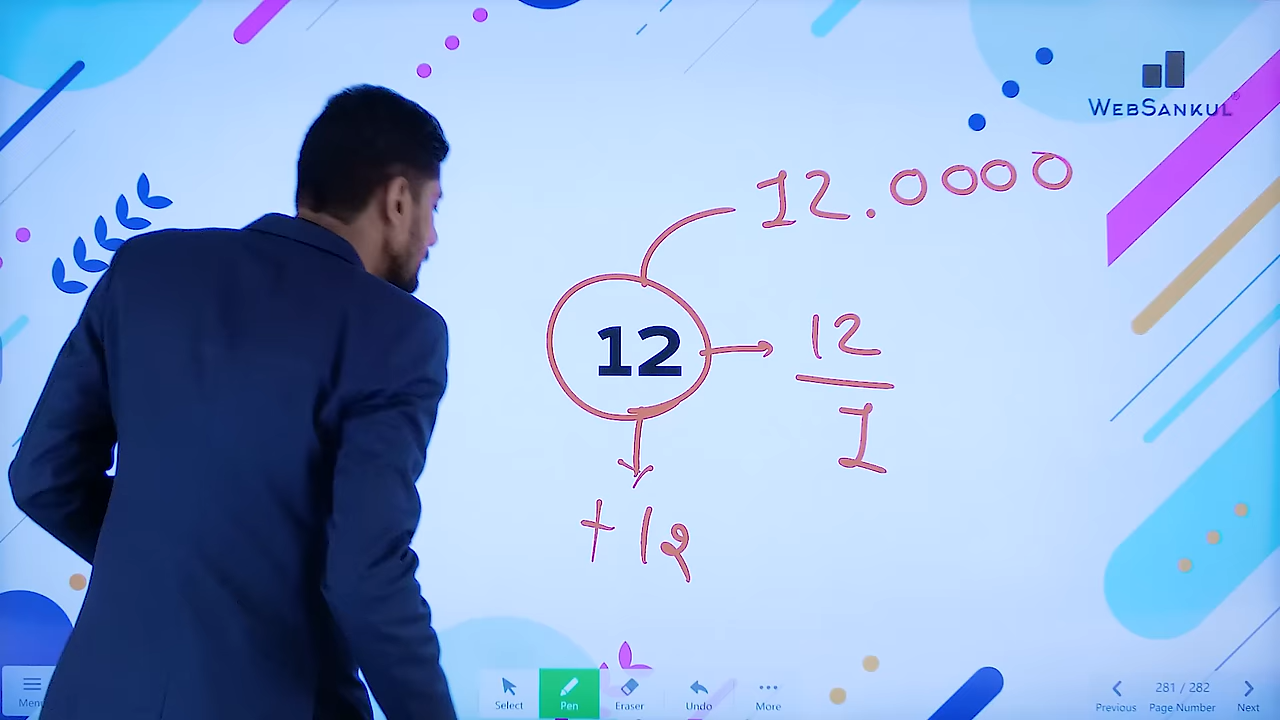 WEBSANKUL
12.0000
12
12
1
+12
Menu
Select
Pen
Eraser
Undo
More
Previous
281 / 282
Page Number
Next